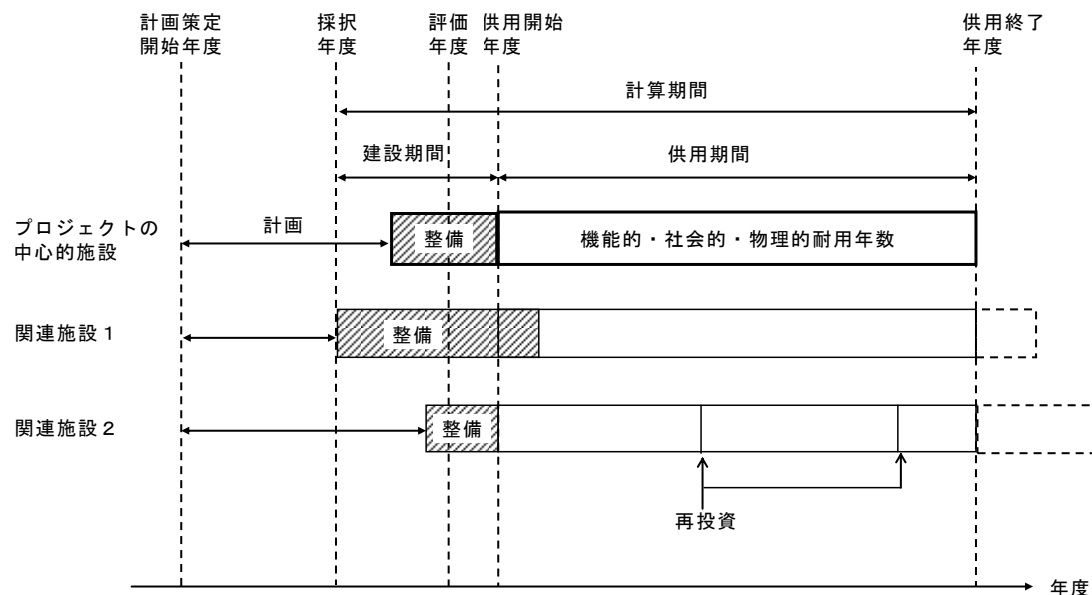 計画策定
開始年度
採択
年度
評価
年度
供用開始
年度
供用終了
年度
計算期間
建設期間
供用期間
プロジェクトの
中心的施設
計画
整備
機能的・社会的・物理的耐用年数
関連施設１
整備
関連施設２
整備
再投資
年度